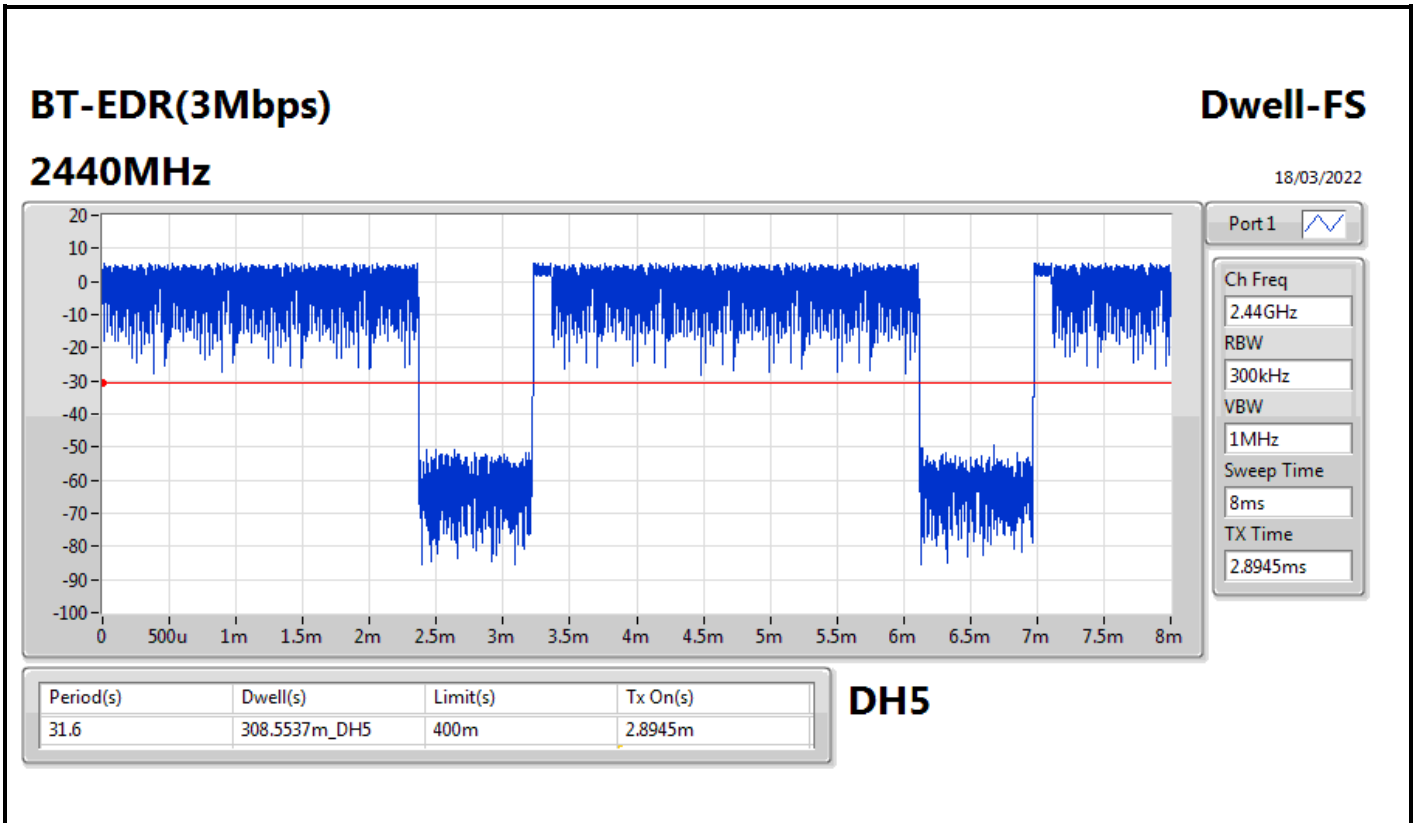 BT-EDR(3Mbps)
Dwell-FS
2440MHz
18/03/2022
20
10
0
-10
-20
-30
-40
-50
-60
-70
-80
-90
-100
0 500u 1m 1.5m 2m 2.5m 3m 3.5m 4m 4.5m 5m 5.5m 6m 6.5m 7m 7.5m 8m
Port 1
Ch Freq
2.44GHz
RBW
300kHz
VBW
1MHz
Sweep Time
8ms
TX Time
2.8945ms
Period(s) Dwell(s) Limit(s) Tx On(s)
31.6 308.5537m_DH5 400m 2.8945m
DH5